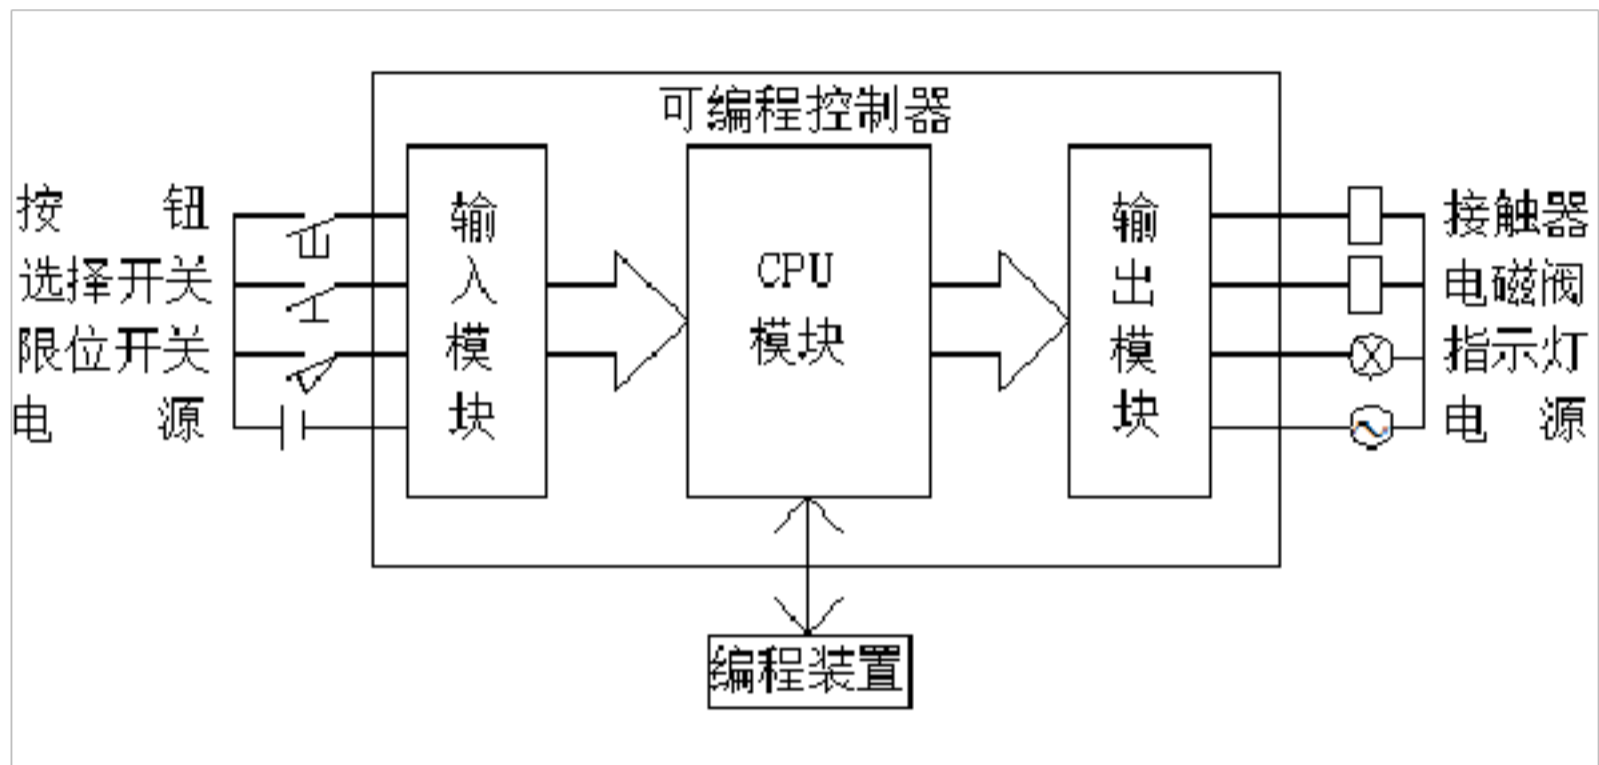 可编程控制器
按 钮
选择开关
限位开关
电 源
输入模块
CPU
模块
输出模块
接触器
电磁阀
指示灯
电 源
编程装置